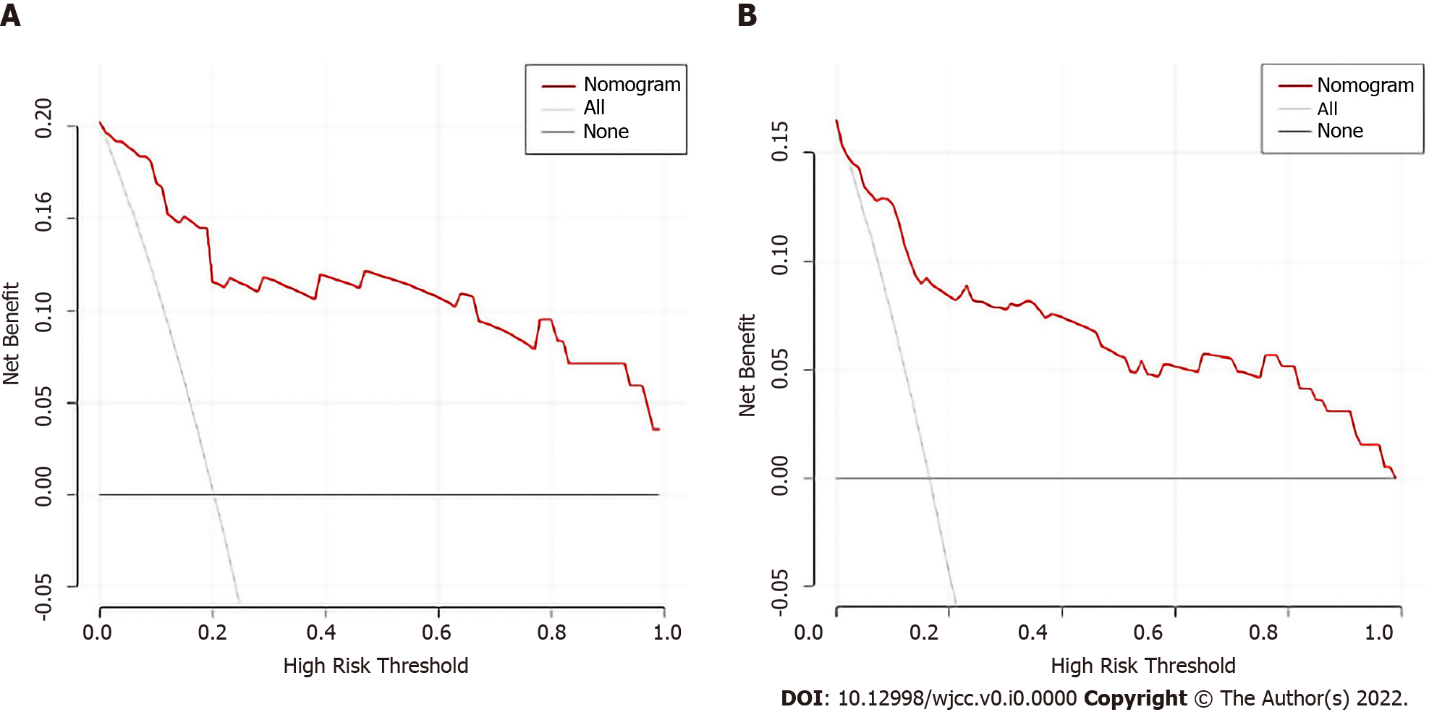 A
Nomogram
All
None
0.20
0.16
0.10
0.05
0.00
-0.05
Net Benefit
0.0 0.2 0.4 0.6 0.8 1.0
High Risk Threshold
B
Nomogram
All
None
0.15
0.10
0.05
0.00
-0.05
Net Benefit
0.0 0.2 0.4 0.6 0.8 1.0
High Risk Threshold
DOI: 10.12998/wjcc.v0.i0.0000 Copyright © The Author(s) 2022.